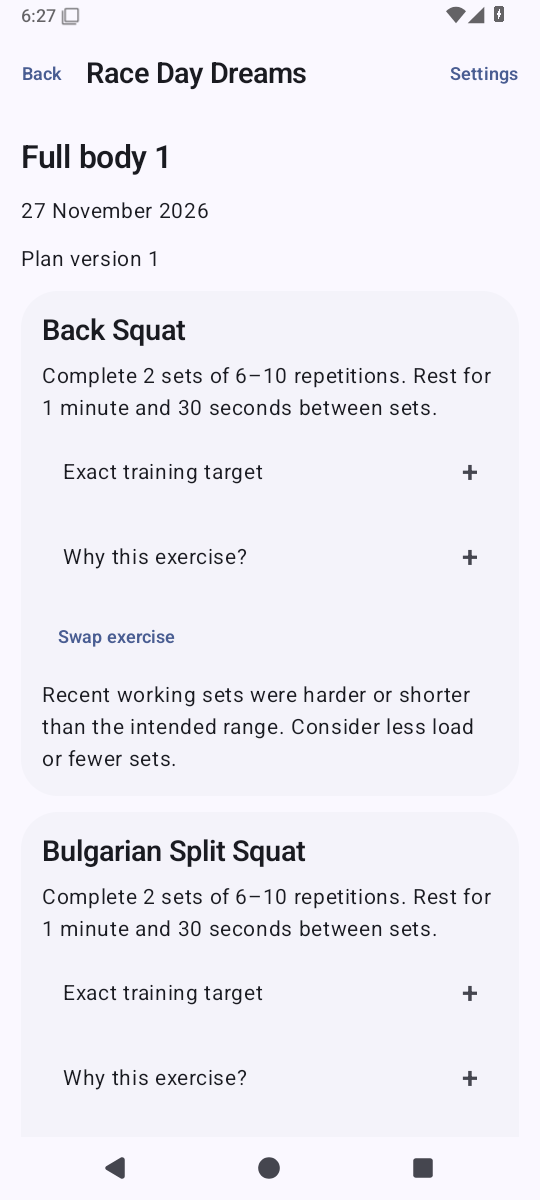 6:27
Back Race Day Dreams Settings
Full body 1
27 November 2026
Plan version 1
Back Squat
Complete 2 sets of 6–10 repetitions. Rest for
1 minute and 30 seconds between sets.
Exact training target +
Why this exercise? +
Swap exercise
Recent working sets were harder or shorter
than the intended range. Consider less load
or fewer sets.
Bulgarian Split Squat
Complete 2 sets of 6–10 repetitions. Rest for
1 minute and 30 seconds between sets.
Exact training target +
Why this exercise? +